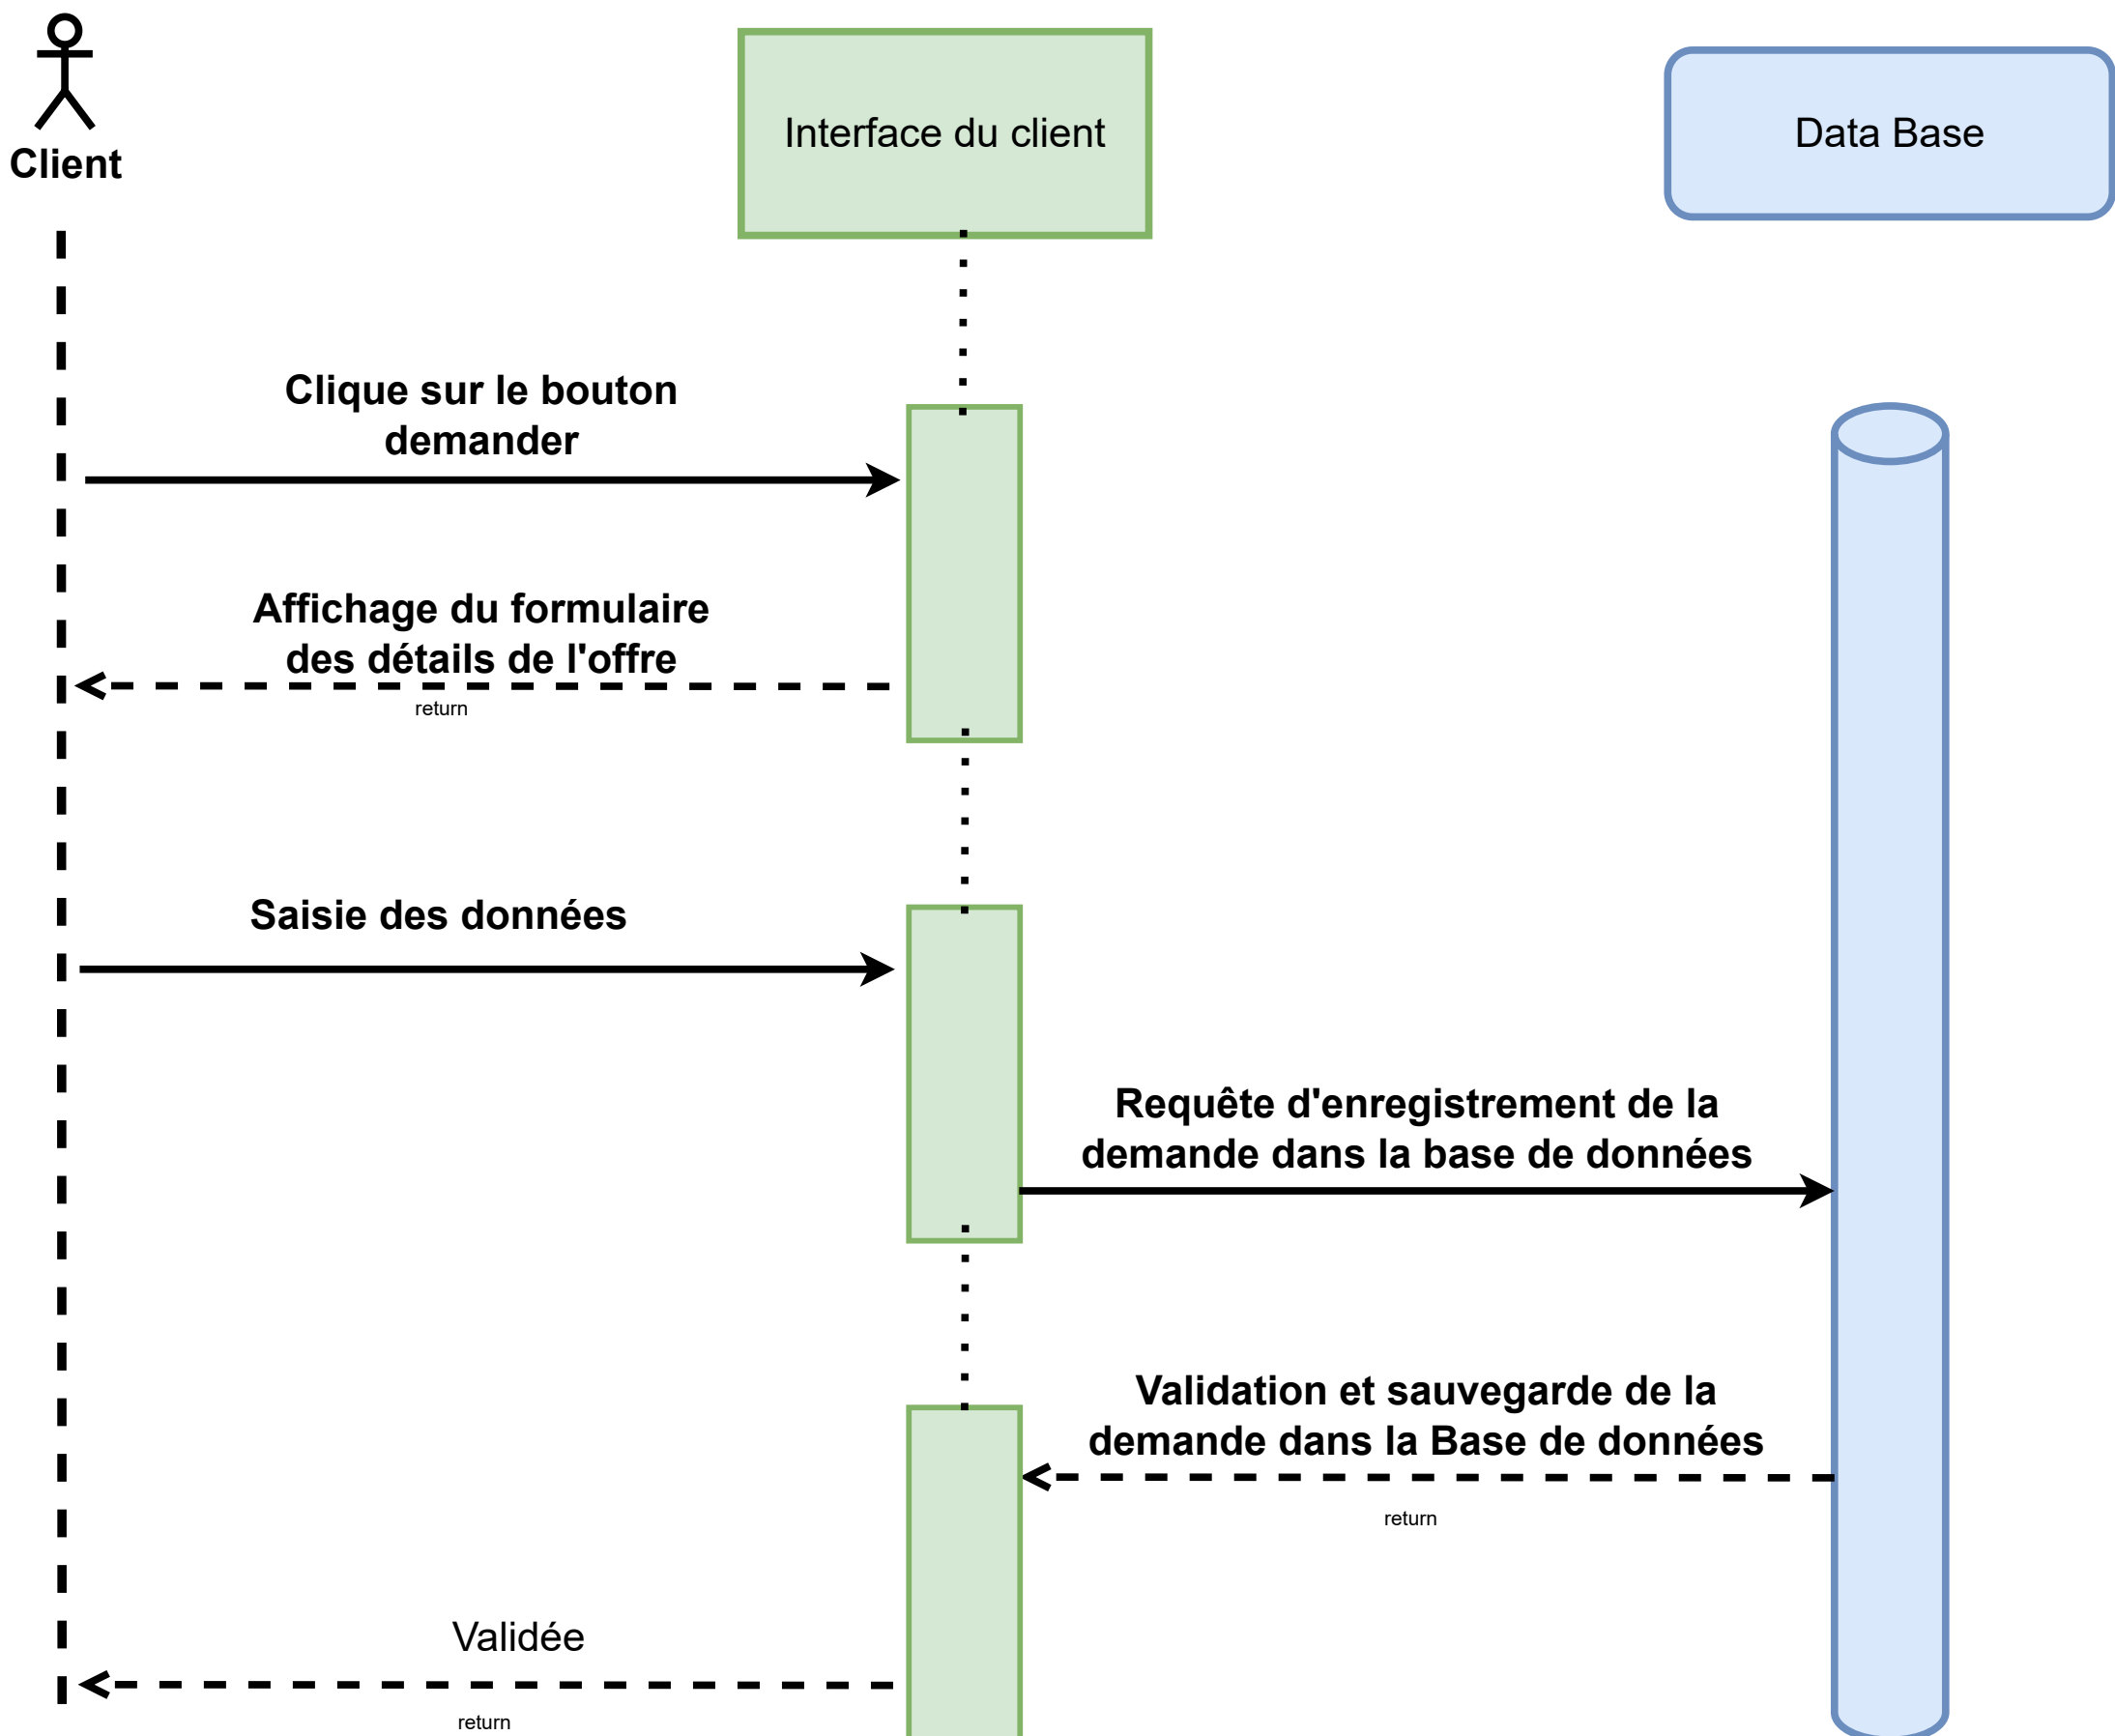 Client
Interface du client
Data Base
Clique sur le bouton
demander
Affichage du formulaire
des détails de l'offre
return
Saisie des données
Requête d'enregistrement de la
demande dans la base de données
Validation et sauvegarde de la
demande dans la Base de données
return
Validée
return